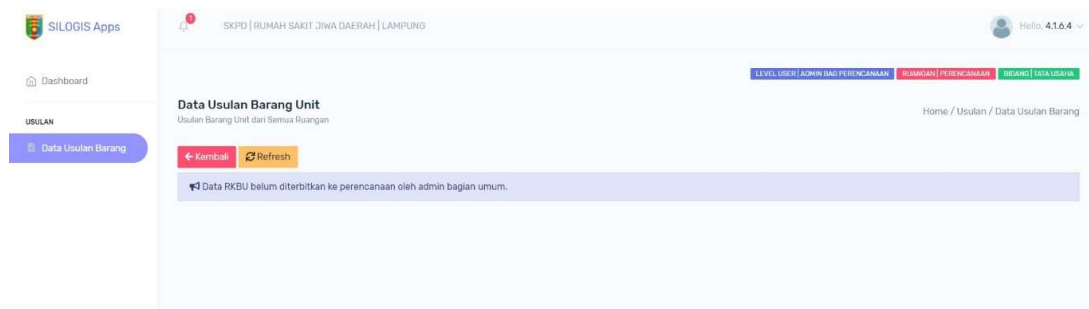 SILOGIS Apps
1
SKPD | RUMAH SAKIT JIWA DAERAH | LAMPUNG
Hello, 4.1.6.4
Dashboard
LEVEL USER | ADMIN BAG PERENCANAAN
RUANGAN | PERENCANAAN
BIDANG | TATA USAHA
USULAN
Data Usulan Barang Unit
Usulan Barang Unit dari Semua Ruangan
Home / Usulan / Data Usulan Barang
Data Usulan Barang
Kembali
Refresh
Data RKBU belum diterbitkan ke perencanaan oleh admin bagian umum.